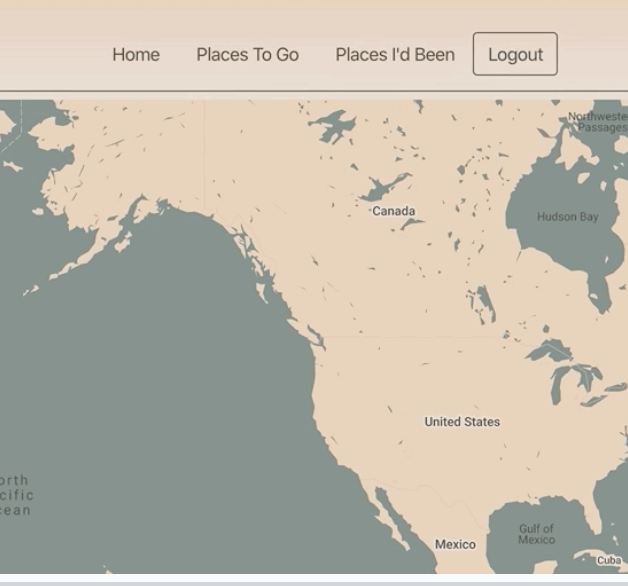 Home
Places To Go
Places I'd Been
Logout
Northweste
Passages
Canada
Hudson Bay
United States
orth
cific
cean
Gulf of
Mexico
Mexico
Cuba